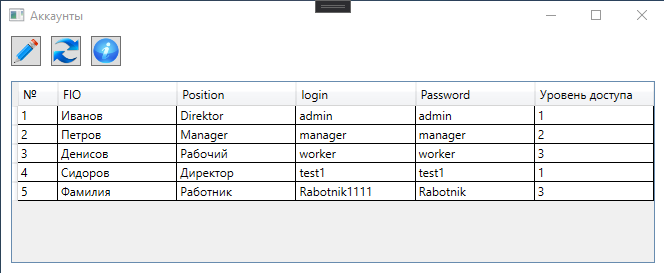 Аккаунты
№ FIO Position login Password Уровень доступа
1 Иванов Direktor admin admin 1
2 Петров Manager manager manager 2
3 Денисов Рабочий worker worker 3
4 Сидоров Директор test1 test1 1
5 Фамилия Работник Rabotnik1111 Rabotnik 3